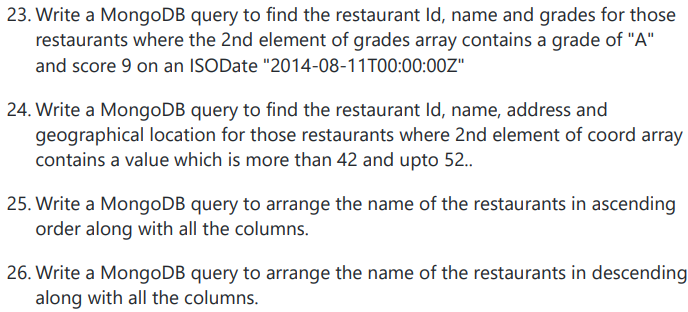 23. Write a MongoDB query to find the restaurant Id, name and grades for those
restaurants where the 2nd element of grades array contains a grade of "A"
and score 9 on an ISODate "2014-08-11T00:00:00Z"
24. Write a MongoDB query to find the restaurant Id, name, address and
geographical location for those restaurants where 2nd element of coord array
contains a value which is more than 42 and upto 52..
25. Write a MongoDB query to arrange the name of the restaurants in ascending
order along with all the columns.
26. Write a MongoDB query to arrange the name of the restaurants in descending
along with all the columns.